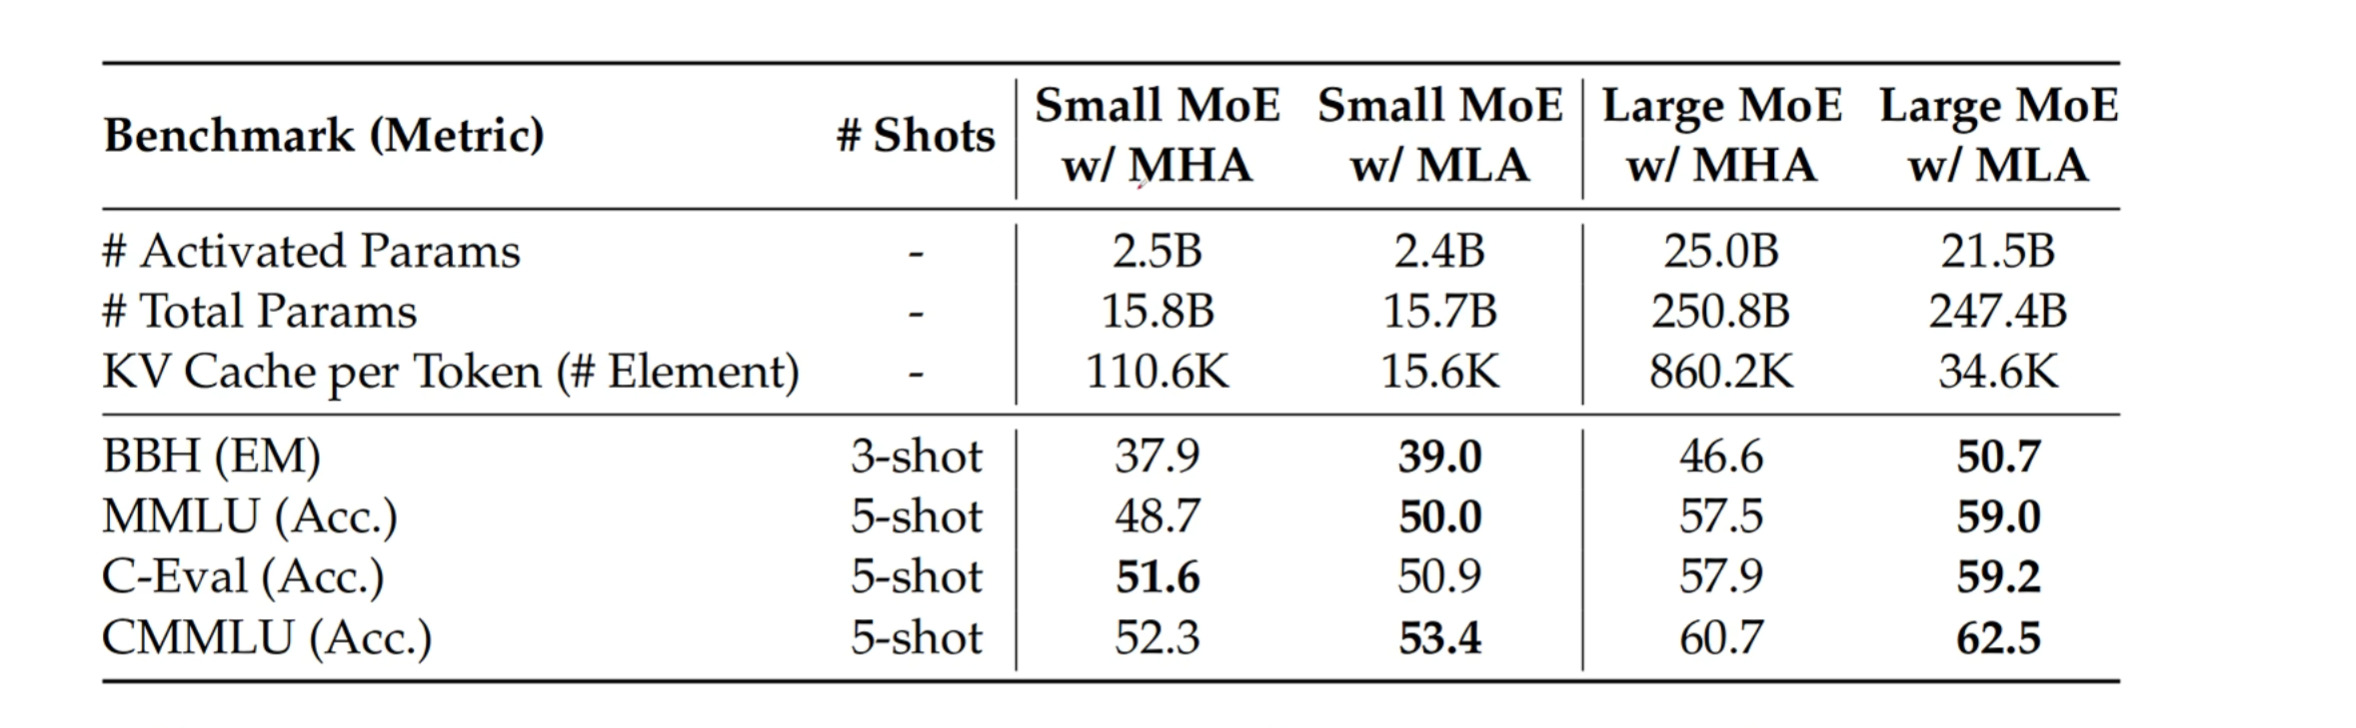 Benchmark (Metric) # Shots Small MoE w/ MHA Small MoE w/ MLA Large MoE w/ MHA Large MoE w/ MLA
# Activated Params - 2.5B 2.4B 25.0B 21.5B
# Total Params - 15.8B 15.7B 250.8B 247.4B
KV Cache per Token (# Element) - 110.6K 15.6K 860.2K 34.6K
BBH (EM) 3-shot 37.9 39.0 46.6 50.7
MMLU (Acc.) 5-shot 48.7 50.0 57.5 59.0
C-Eval (Acc.) 5-shot 51.6 50.9 57.9 59.2
CMMLU (Acc.) 5-shot 52.3 53.4 60.7 62.5